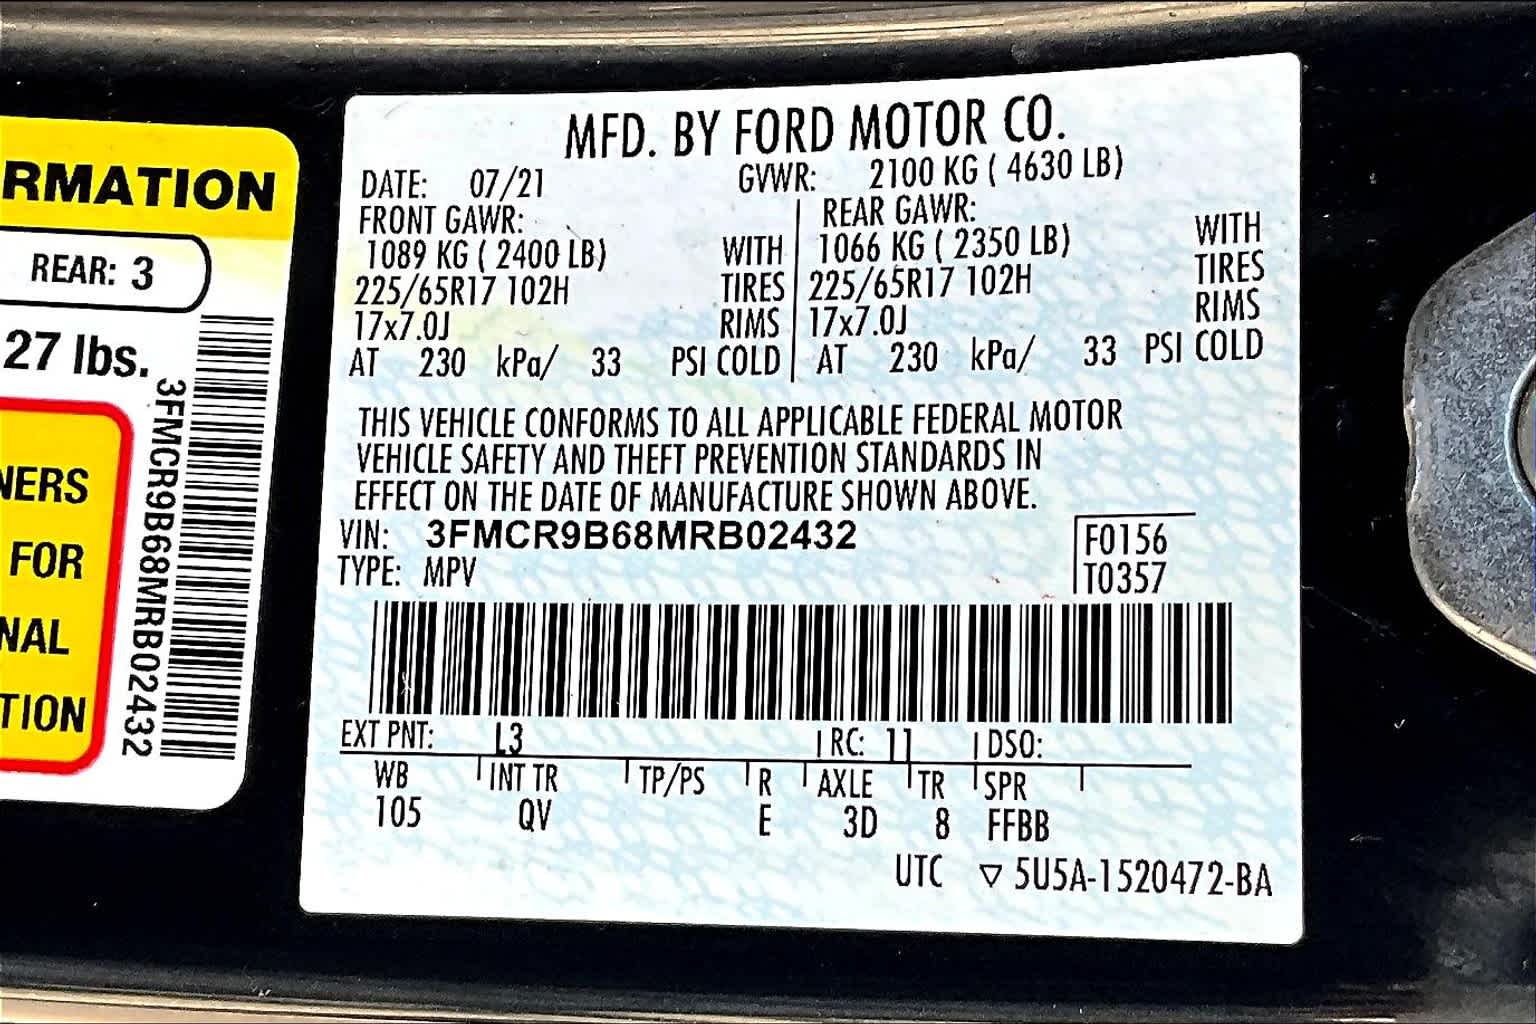 RMATION
REAR: 3
27 lbs.
NERS
FOR
NAL
TION
3FMCR9B68MRB02432
MFD. BY FORD MOTOR CO.
DATE: 07/21 GVWR: 2100 KG ( 4630 LB)
FRONT GAWR: REAR GAWR:
1089 KG ( 2400 LB) WITH 1066 KG ( 2350 LB) WITH
225/65R17 102H TIRES 225/65R17 102H TIRES
17x7.0J RIMS 17x7.0J RIMS
AT 230 kPa/ 33 PSI COLD AT 230 kPa/ 33 PSI COLD
THIS VEHICLE CONFORMS TO ALL APPLICABLE FEDERAL MOTOR
VEHICLE SAFETY AND THEFT PREVENTION STANDARDS IN
EFFECT ON THE DATE OF MANUFACTURE SHOWN ABOVE.
VIN: 3FMCR9B68MRB02432 F0156
TYPE: MPV T0357
EXT PNT: L3 RC: 11 DSO:
WB INT TR TP/PS R AXLE TR SPR
105 QV E 3D 8 FFBB
UTC ▽ 5U5A-1520472-BA